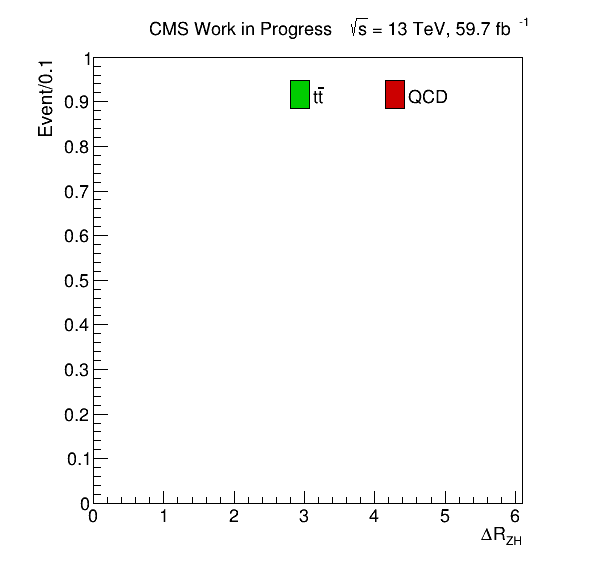 CMS Work in Progress √s = 13 TeV, 59.7 fb⁻¹
Event/0.1
1
0.9
0.8
0.7
0.6
0.5
0.4
0.3
0.2
0.1
0
tt̅ QCD
0 1 2 3 4 5 6
ΔR_ZH